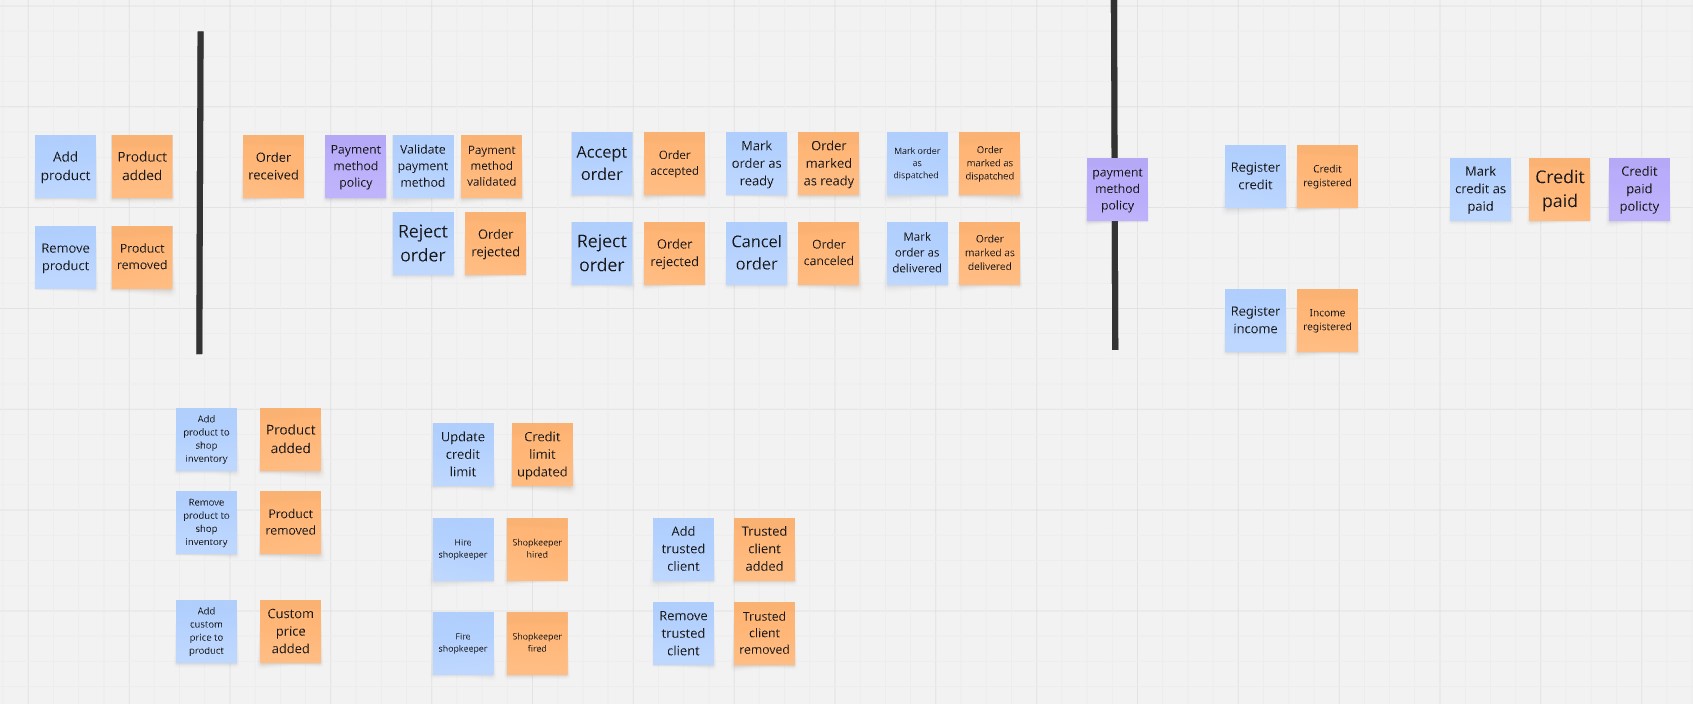 Add
product
Product
added
Remove
product
Product
removed
Order
received
Payment
method
policy
Validate
payment
method
Payment
method
validated
Reject
order
Order
rejected
Accept
order
Order
accepted
Mark
order as
ready
Order
marked
as ready
Mark order
as
dispatched
Order
marked as
dispatched
Reject
order
Order
rejected
Cancel
order
Order
canceled
Mark
order as
delivered
Order
marked as
delivered
payment
method
policy
Register
credit
Credit
registered
Mark
credit as
paid
Credit
paid
Credit
paid
policty
Register
income
Income
registered
Add
product to
shop
inventory
Product
added
Remove
product to
shop
inventory
Product
removed
Add
custom
price to
product
Custom
price
added
Update
credit
limit
Credit
limit
updated
Hire
shopkeeper
Shopkeeper
hired
Fire
shopkeeper
Shopkeeper
fired
Add
trusted
client
Trusted
client
added
Remove
trusted
client
Trusted
client
removed